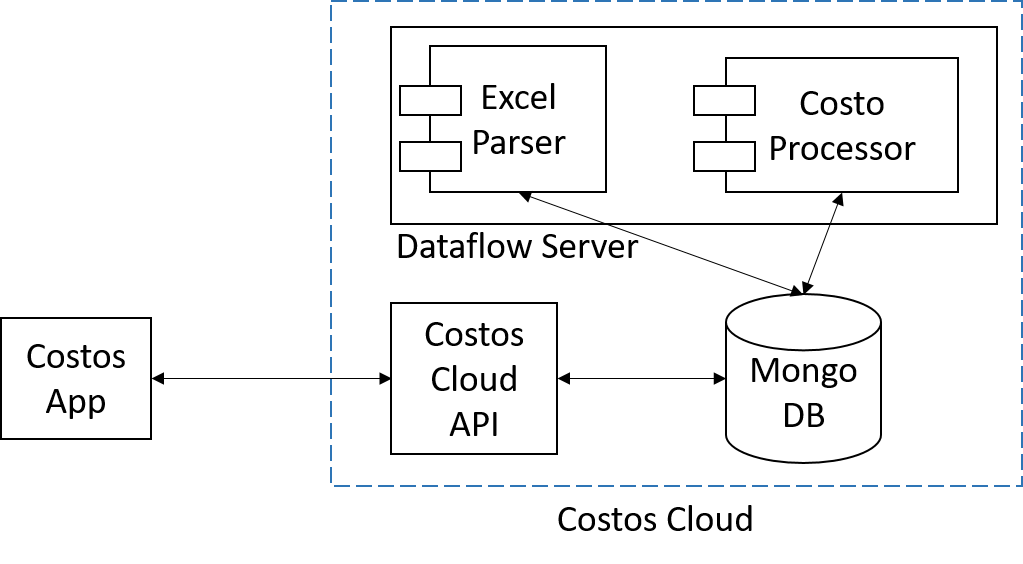 Excel
Parser
Costo
Processor
Dataflow Server
Costos
App
Costos
Cloud
API
Mongo
DB
Costos Cloud